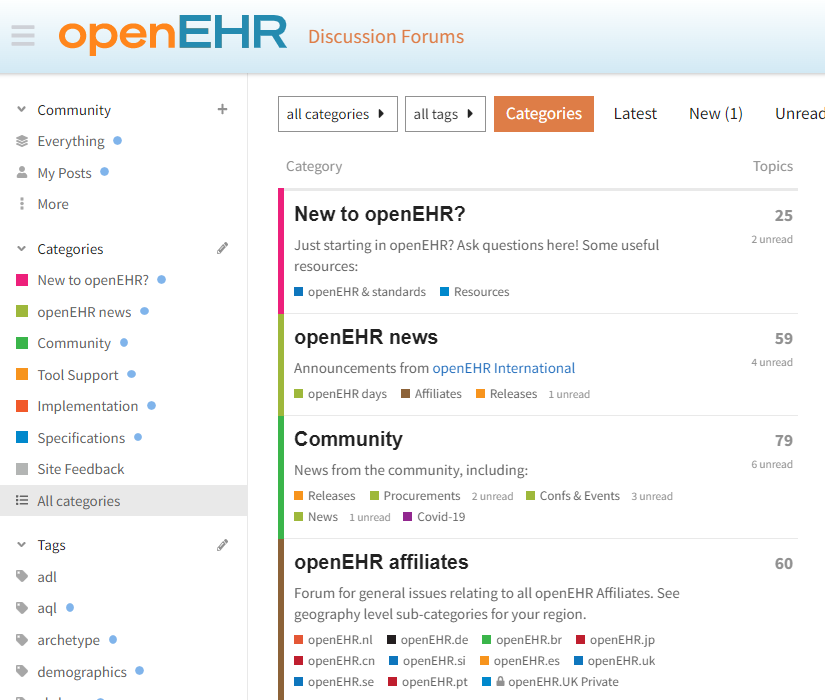 openEHR Discussion Forums
Community +
Everything
My Posts
More
Categories
New to openEHR?
openEHR news
Community
Tool Support
Implementation
Specifications
Site Feedback
All categories
Tags
adl
aql
archetype
demographics
all categories all tags Categories Latest New (1) Unread
Category Topics
New to openEHR? 25
Just starting in openEHR? Ask questions here! Some useful 2 unread
resources:
openEHR & standards Resources
openEHR news 59
Announcements from openEHR International 4 unread
openEHR days Affiliates Releases 1 unread
Community 79
News from the community, including: 6 unread
Releases Procurements 2 unread Confs & Events 3 unread
News 1 unread Covid-19
openEHR affiliates 60
Forum for general issues relating to all openEHR Affiliates. See
geography level sub-categories for your region.
openEHR.nl openEHR.de openEHR.br openEHR.jp
openEHR.cn openEHR.si openEHR.es openEHR.uk
openEHR.se openEHR.pt openEHR.UK Private